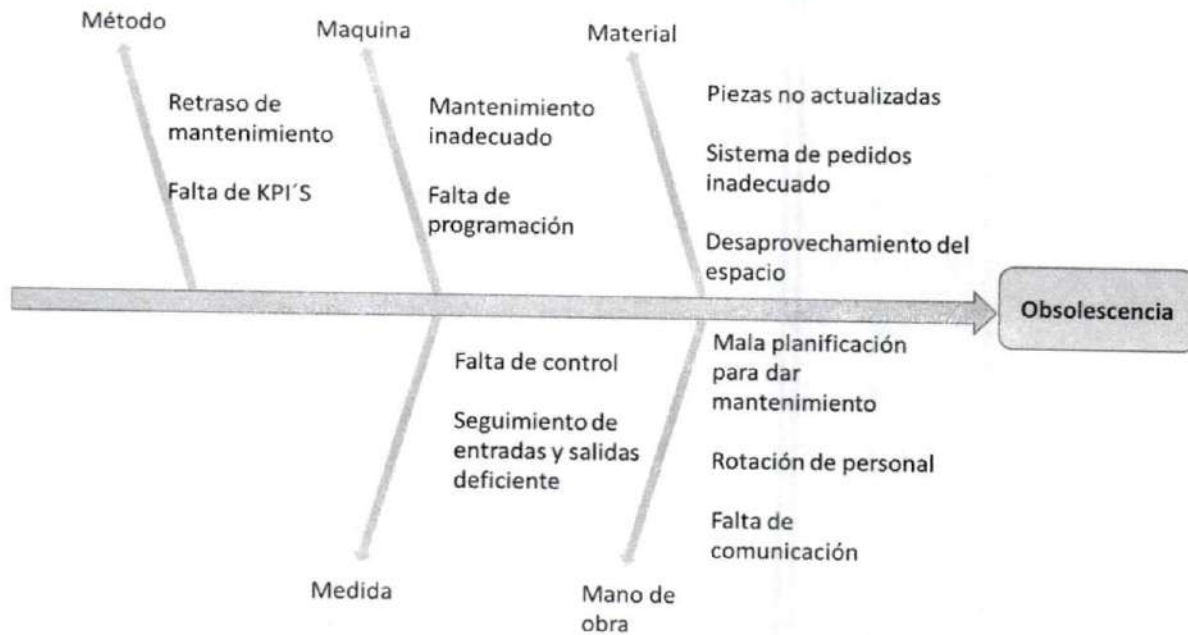 Método
Maquina
Material
Retraso de
mantenimiento
Falta de KPI´S
Mantenimiento
inadecuado
Falta de
programación
Piezas no actualizadas
Sistema de pedidos
inadecuado
Desaprovechamiento del
espacio
Obsolescencia
Falta de control
Seguimiento de
entradas y salidas
deficiente
Mala planificación
para dar
mantenimiento
Rotación de personal
Falta de
comunicación
Medida
Mano de
obra